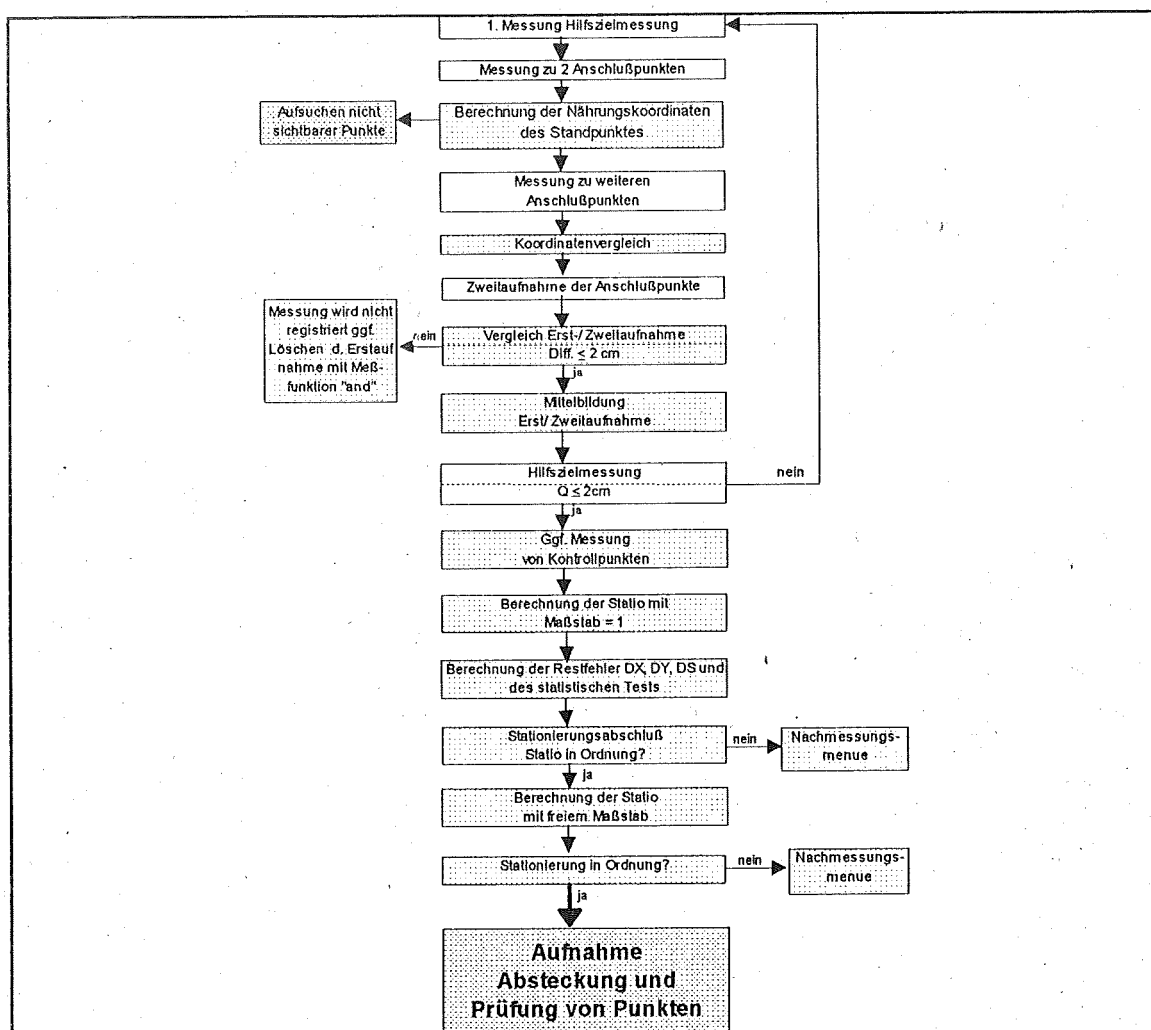 1. Messung Hilfszielmessung
Messung zu 2 Anschlußpunkten
Aufsuchen nicht
sichtbarer Punkte
Berechnung der Nährungskoordinaten
des Standpunktes
Messung zu weiteren
Anschlußpunkten
Koordinatenvergleich
Zweitaufnahme der Anschlußpunkte
Messung wird nicht
registriert ggf.
Löschen d. Erstauf
nahme mit Meß-
funktion "and"
nein
Vergleich Erst-/ Zweitaufnahme
Diff. ≤ 2 cm
ja
Mittelbildung
Erst/ Zweitaufnahme
Hilfszielmessung
Q ≤ 2cm
nein
ja
Ggf. Messung
von Kontrollpunkten
Berechnung der Statio mit
Maßstab = 1
Berechnung der Restfehler DX, DY, DS und
des statistischen Tests
Stationierungsabschluß
Statio in Ordnung?
nein
Nachmessungs-
menue
ja
Berechnung der Statio
mit freiem Maßstab
Stationierung in Ordnung?
nein
Nachmessungs-
menue
ja
Aufnahme
Absteckung und
Prüfung von Punkten